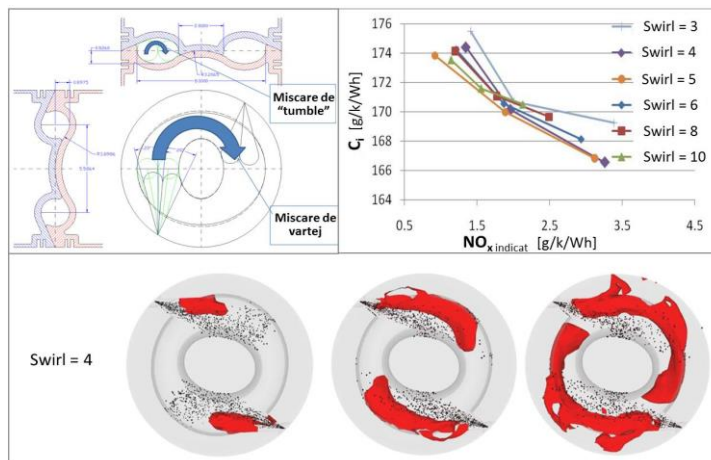 Miscare de
“tumble”
Miscare de
vartej
176
174
172
170
168
166
164
0.5
1.5
2.5
3.5
4.5
Ci [g/k/Wh]
NOx indicat [g/k/Wh]
Swirl = 3
Swirl = 4
Swirl = 5
Swirl = 6
Swirl = 8
Swirl = 10
Swirl = 4